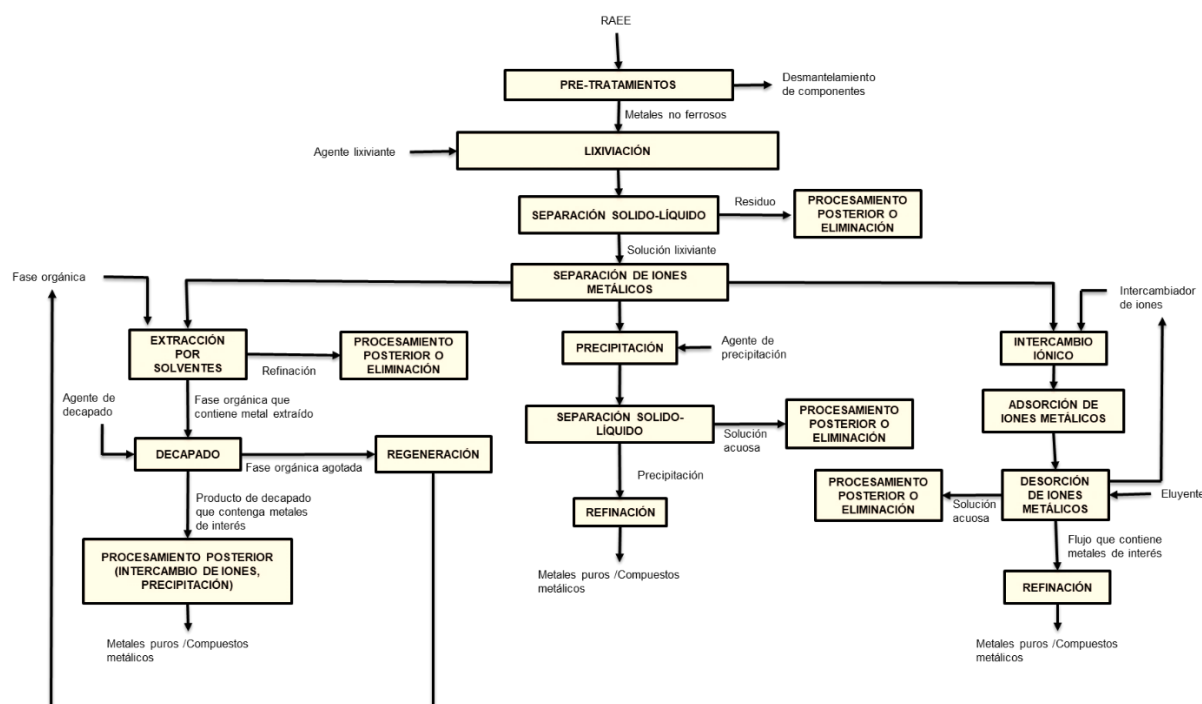 RAEE
PRE-TRATAMIENTOS
Desmantelamiento
de componentes
Metales no ferrosos
Agente lixiviante
LIXIVIACIÓN
SEPARACIÓN SOLIDO-LÍQUIDO
Residuo
PROCESAMIENTO
POSTERIOR O
ELIMINACIÓN
Solución lixiviante
SEPARACIÓN DE IONES
METÁLICOS
Fase orgánica
Intercambiador
de iones
EXTRACCIÓN
POR
SOLVENTES
Refinación
PROCESAMIENTO
POSTERIOR O
ELIMINACIÓN
PRECIPITACIÓN
Agente de
precipitación
INTERCAMBIO
IÓNICO
Agente de
decapado
Fase orgánica que
contiene metal extraído
SEPARACIÓN SOLIDO-
LÍQUIDO
Solución
acuosa
PROCESAMIENTO
POSTERIOR O
ELIMINACIÓN
ADSORCIÓN DE
IONES METÁLICOS
DECAPADO
Fase orgánica agotada
REGENERACIÓN
Precipitación
PROCESAMIENTO
POSTERIOR O
ELIMINACIÓN
Solución
acuosa
DESORCIÓN
DE IONES
METÁLICOS
Eluyente
Producto de decapado
que contenga metales
de interés
REFINACIÓN
Flujo que contiene
metales de interés
PROCESAMIENTO POSTERIOR
(INTERCAMBIO DE IONES,
PRECIPITACIÓN)
Metales puros /Compuestos
metálicos
REFINACIÓN
Metales puros /Compuestos
metálicos
Metales puros /Compuestos
metálicos